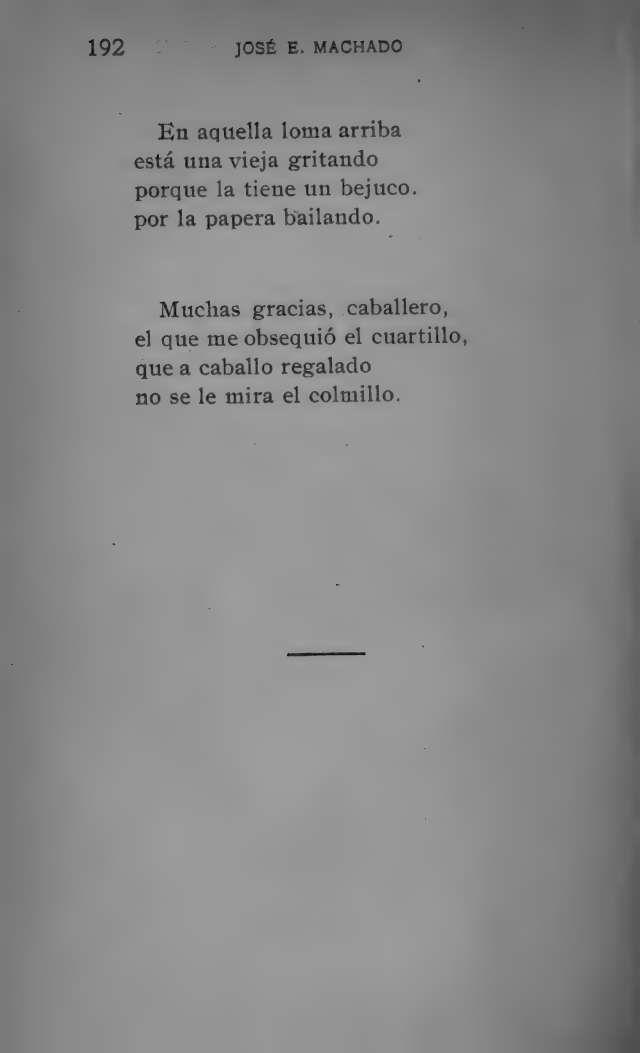 192 JOSÉ E. MACHADO
En aquella loma arriba
está una vieja gritando
porque la tiene un bejuco.
por la papera bailando.
Muchas gracias, caballero,
el que me obsequió el cuartillo,
que a caballo regalado
no se le mira el colmillo.